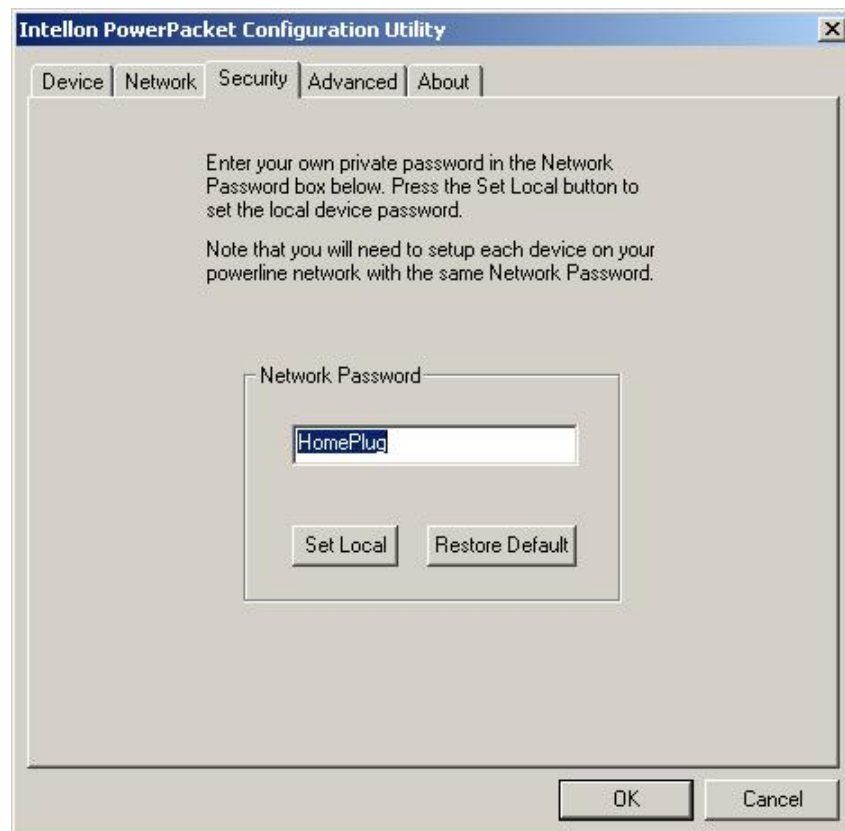 Intellon PowerPacket Configuration Utility
Device
Network
Security
Advanced
About
Enter your own private password in the Network
Password box below. Press the Set Local button to
set the local device password.
Note that you will need to setup each device on your
powerline network with the same Network Password.
Network Password
HomePlug
Set Local
Restore Default
OK
Cancel